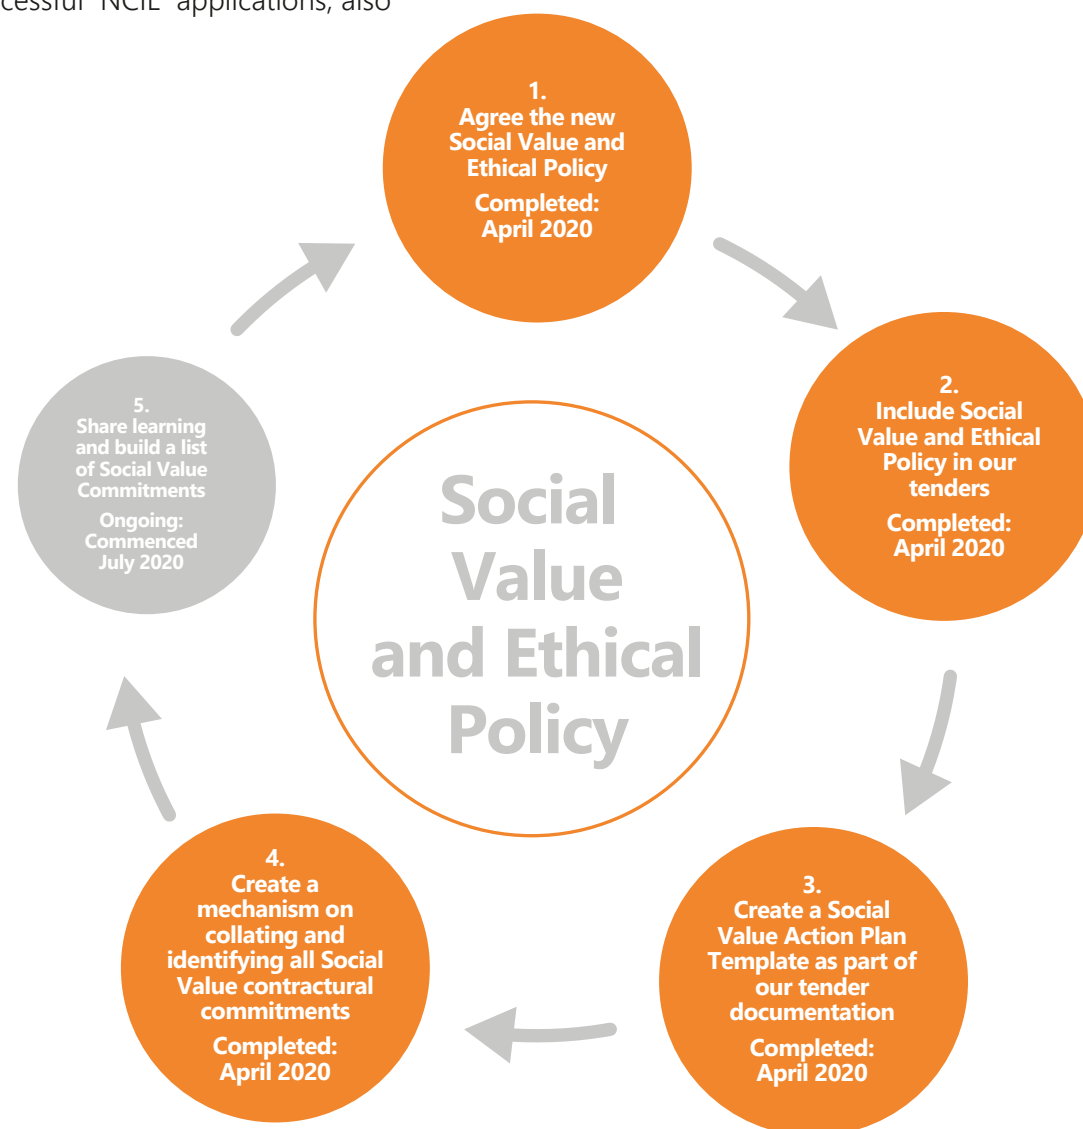 cessful 'NCIL' applications, also
1.
Agree the new
Social Value and
Ethical Policy
Completed:
April 2020
2.
Include Social
Value and Ethical
Policy in our
tenders
Completed:
April 2020
3.
Create a Social
Value Action Plan
Template as part of
our tender
documentation
Completed:
April 2020
4.
Create a
mechanism on
collating and
identifying all Social
Value contractural
commitments
Completed:
April 2020
5.
Share learning
and build a list
of Social Value
Commitments
Ongoing:
Commenced
July 2020
Social
Value
and Ethical
Policy